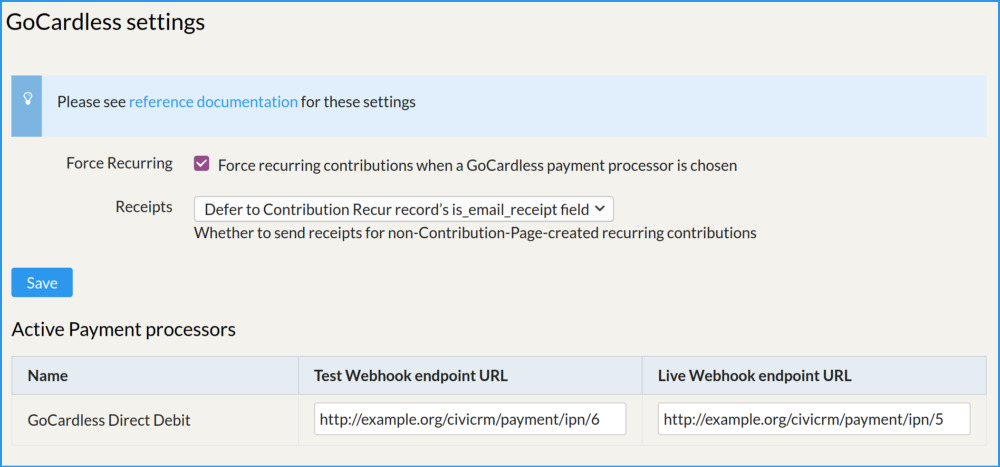 GoCardless settings
Please see reference documentation for these settings
Force Recurring Force recurring contributions when a GoCardless payment processor is chosen
Receipts Defer to Contribution Recur record's is_email_receipt field
Whether to send receipts for non-Contribution-Page-created recurring contributions
Save
Active Payment processors
Name Test Webhook endpoint URL Live Webhook endpoint URL
GoCardless Direct Debit http://example.org/civicrm/payment/ipn/6 http://example.org/civicrm/payment/ipn/5